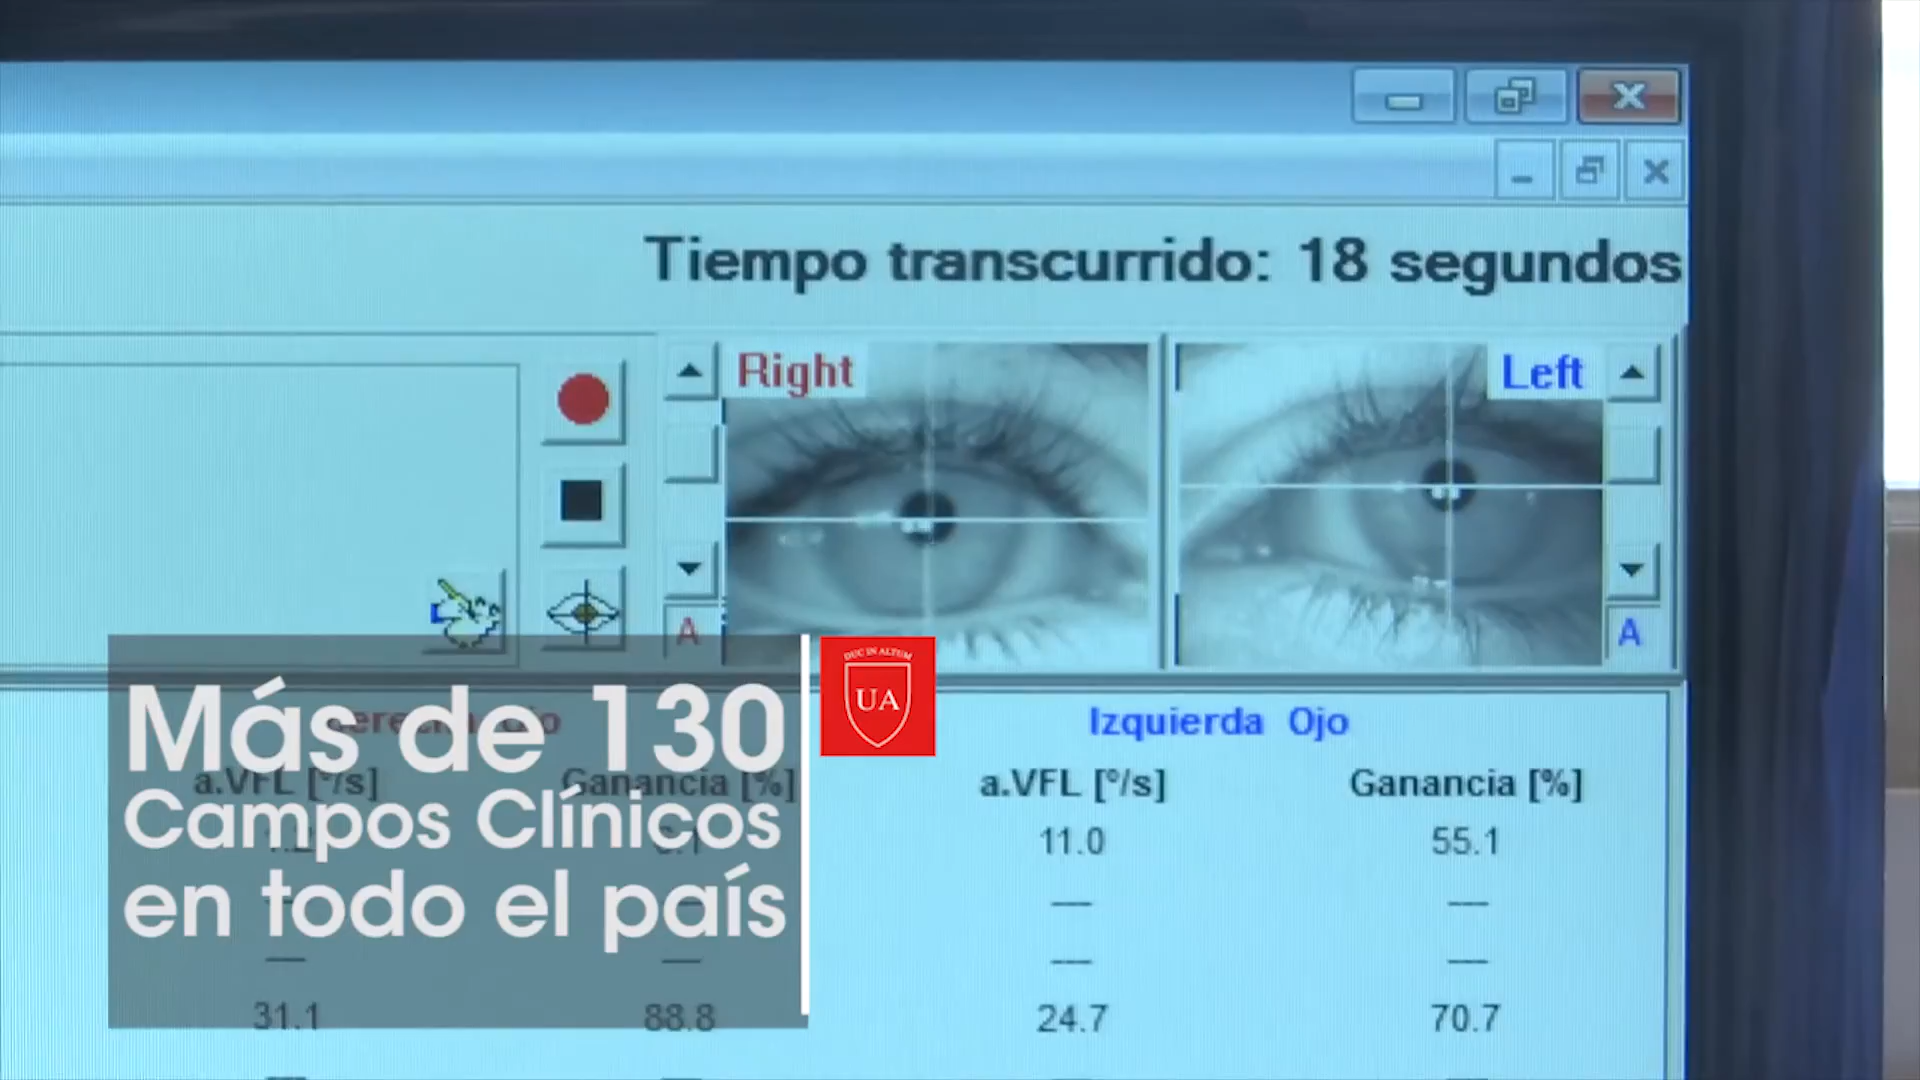 Tiempo transcurrido: 18 segundos
Right
Left
A
A
DUC IN ALTUM
UA
Más de 130
Campos Clínicos
en todo el país
Izquierda Ojo
a.VFL [º/s] Ganancia [%] a.VFL [º/s] Ganancia [%]
11.0 55.1
--- ---
--- --- --- ---
31.1 88.8 24.7 70.7